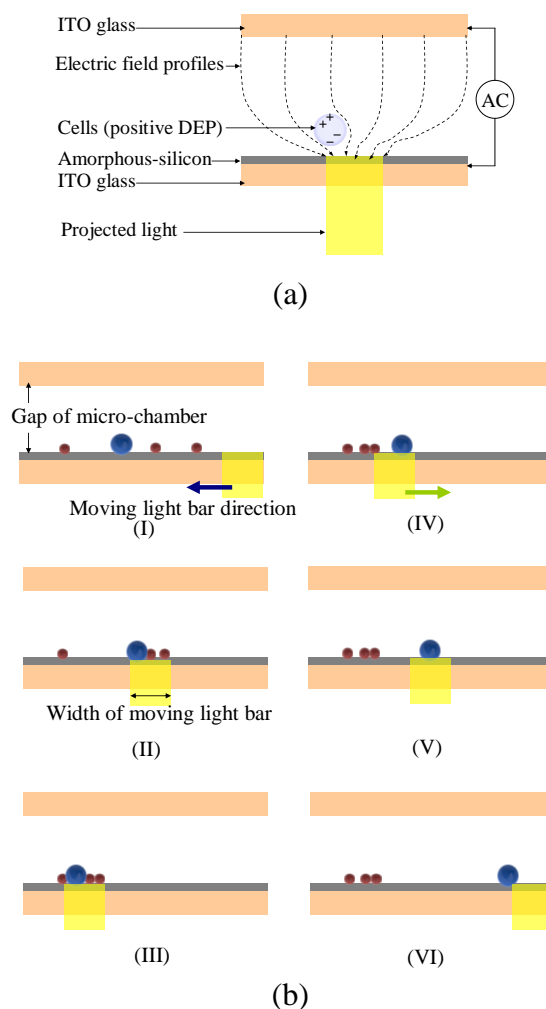 ITO glass
Electric field profiles
AC
Cells (positive DEP)
++
+
–
–
Amorphous-silicon
ITO glass
Projected light
(a)
Gap of micro-chamber
Moving light bar direction
(I)
(IV)
Width of moving light bar
(II)
(V)
(III)
(VI)
(b)